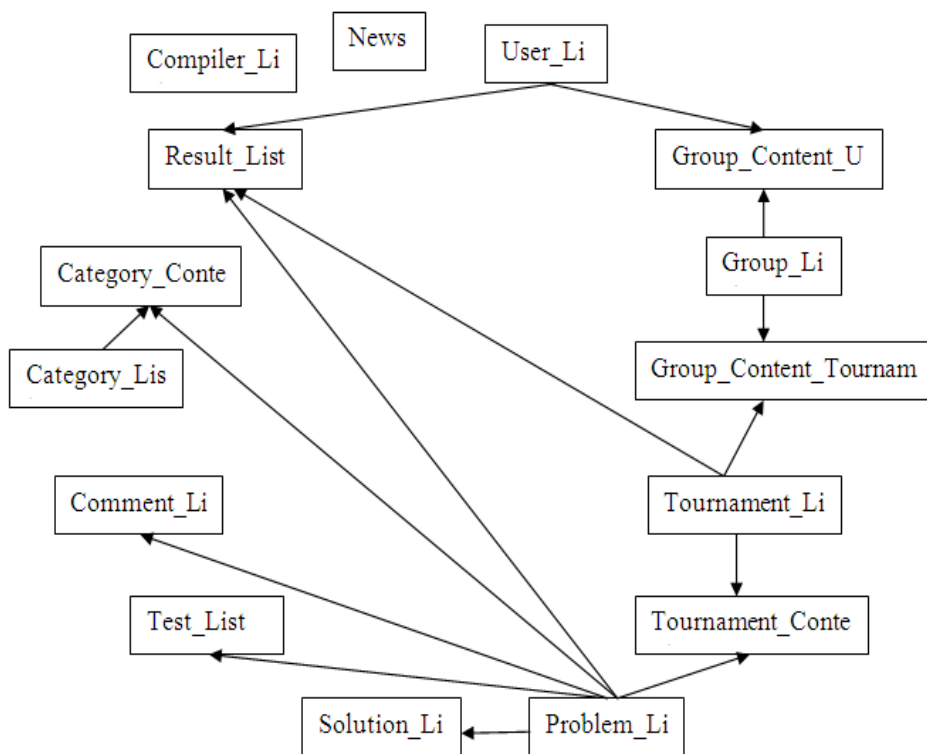 News
User_Li
Compiler_Li
Result_List
Group_Content_U
Category_Conte
Group_Li
Category_Lis
Group_Content_Tournam
Comment_Li
Tournament_Li
Test_List
Tournament_Conte
Solution_Li
Problem_Li